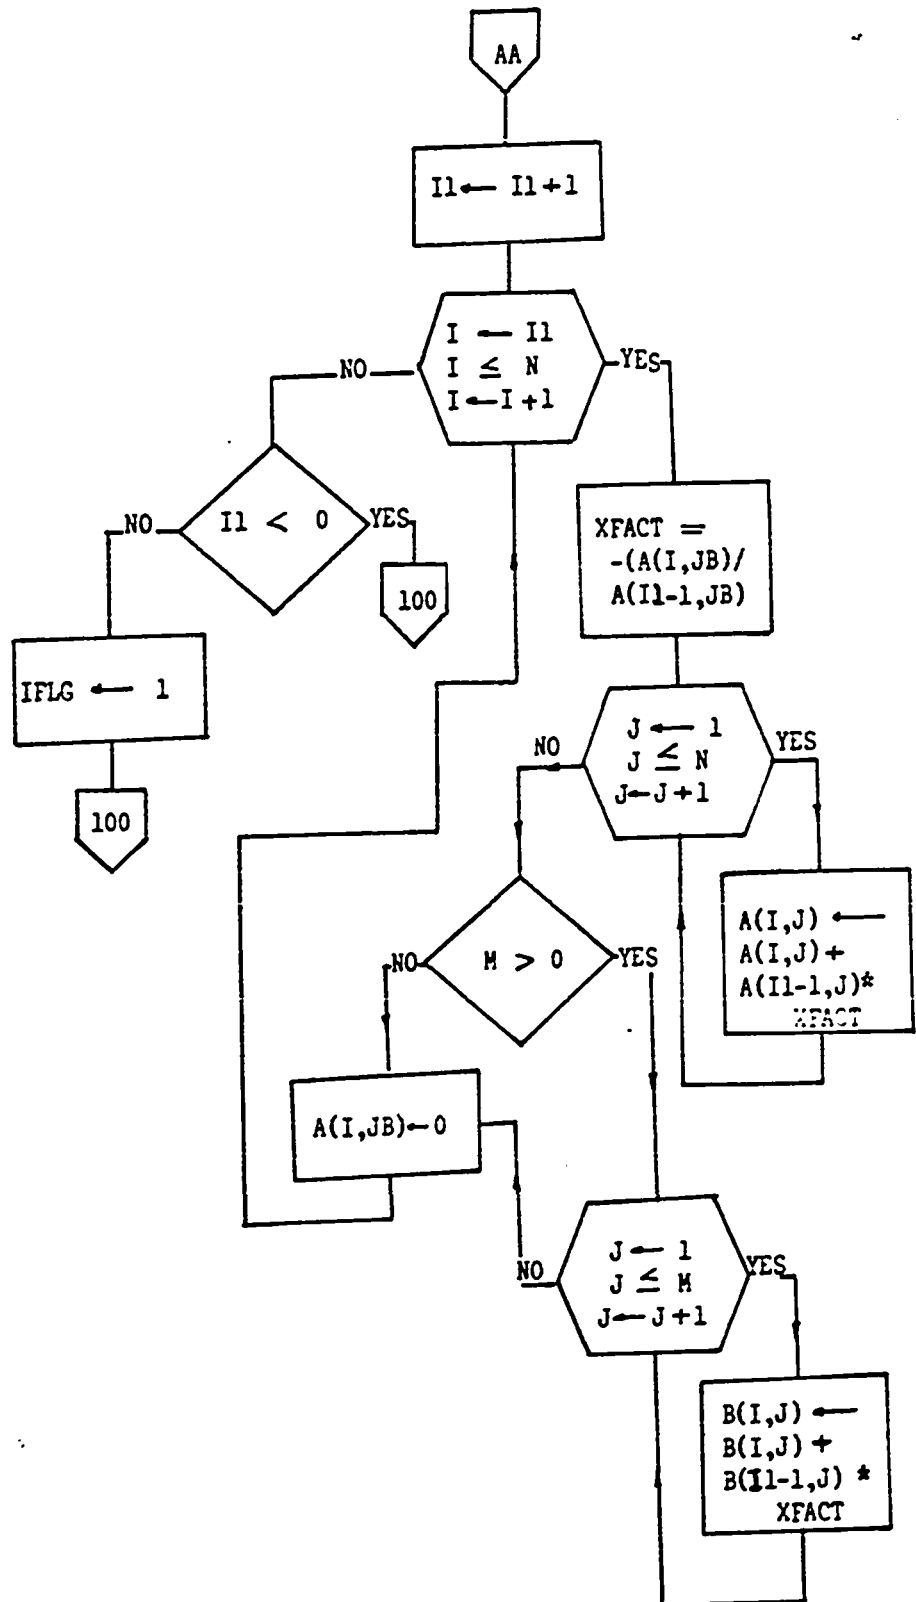 AA
I1← I1+1
I ← I1
I ≤ N
I←I+1
NO
YES
I1 < 0
NO
YES
100
XFACT =
-(A(I,JB)/
A(I1-1,JB)
IFLG ← 1
100
J ← 1
J ≤ N
J←J+1
NO
YES
A(I,J) ←
A(I,J)+
A(I1-1,J)*
XFACT
M > 0
NO
YES
A(I,JB)←0
J← 1
J ≤ M
J←J+1
NO
YES
B(I,J) ←
B(I,J) +
B(I1-1,J) *
XFACT